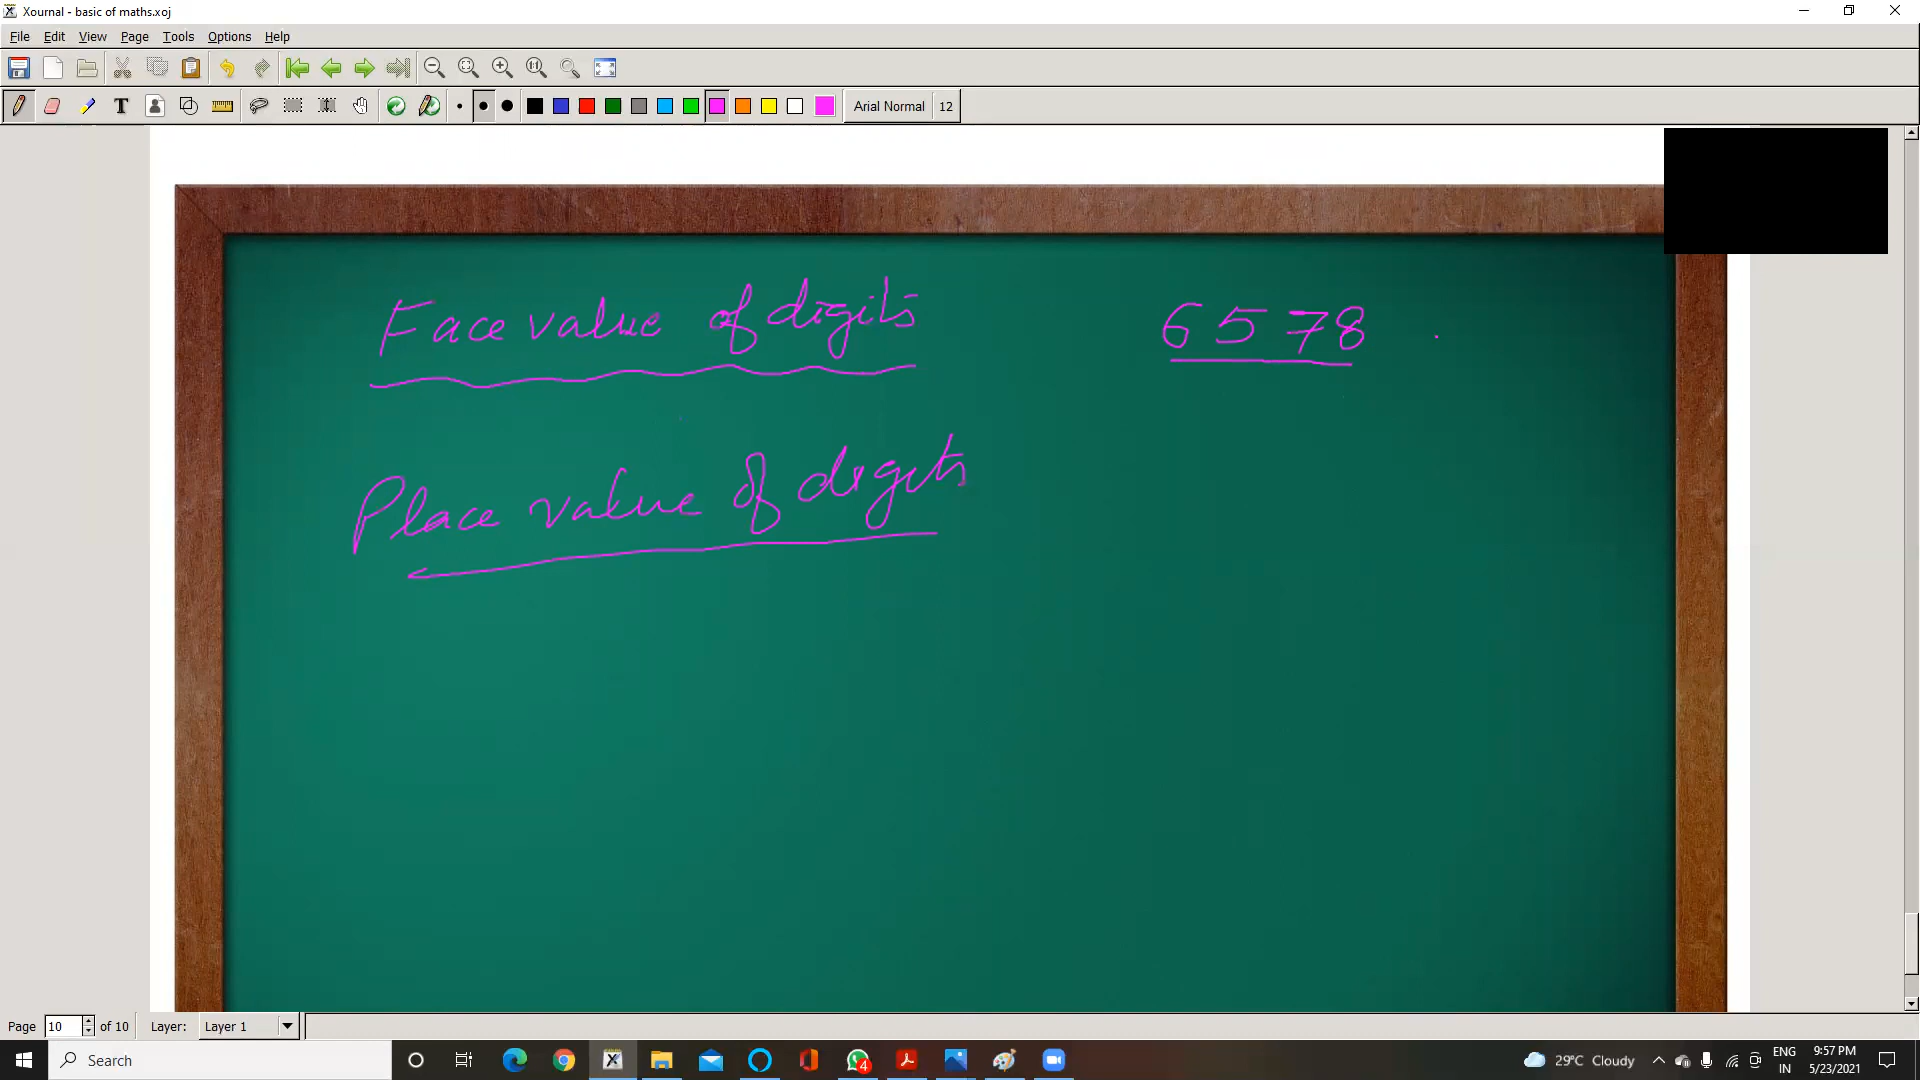 Xournal - basic of maths.xoj
File Edit View Page Tools Options Help
Arial Normal 12
Face value of digits 6578
Place value of digits
Page 10 of 10 Layer: Layer 1
Search
4
29°C Cloudy
ENG
IN
9:57 PM
5/23/2021